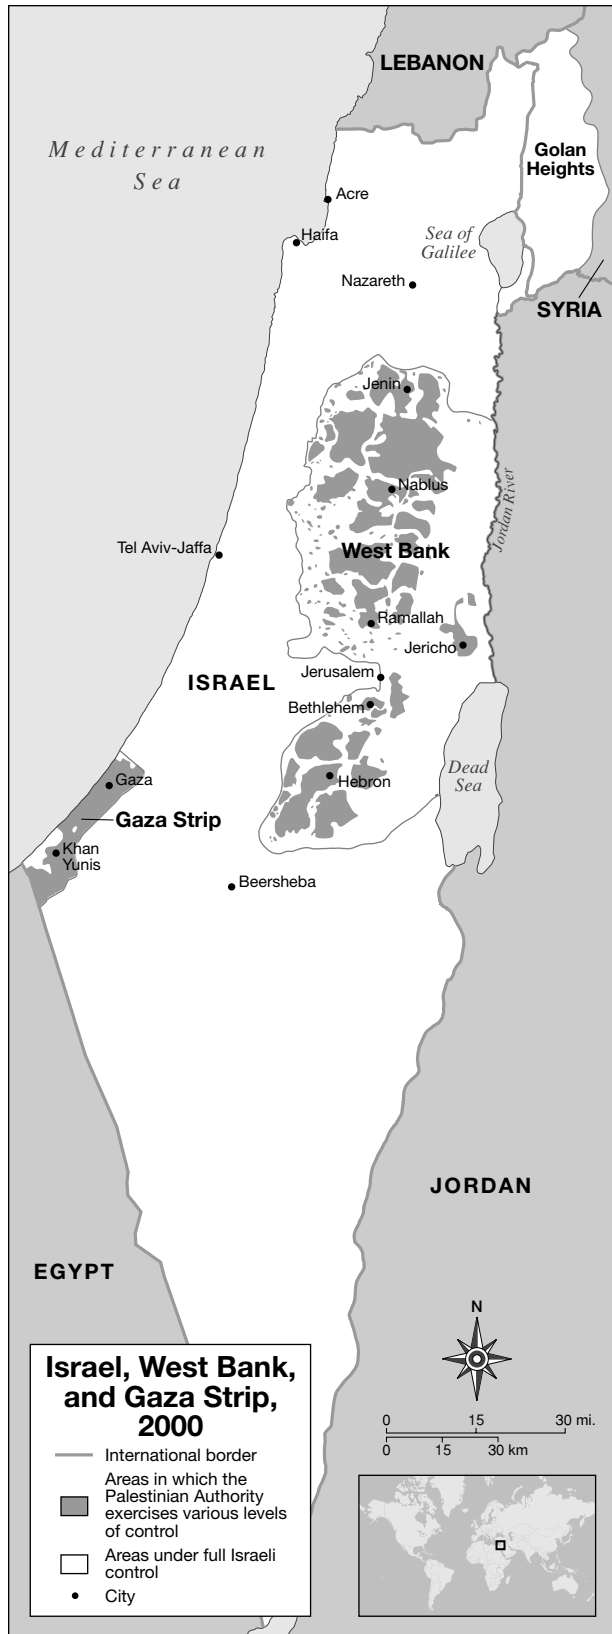 LEBANON
Mediterranean
Sea
Golan
Heights
Acre
Haifa
Sea of
Galilee
Nazareth
SYRIA
Jenin
Nablus
Jordan River
Tel Aviv-Jaffa
West Bank
Ramallah
Jericho
Jerusalem
ISRAEL
Bethlehem
Dead
Sea
Gaza
Hebron
Gaza Strip
Khan
Yunis
Beersheba
JORDAN
EGYPT
N
Israel, West Bank,
and Gaza Strip,
2000
International border
Areas in which the
Palestinian Authority
exercises various levels
of control
Areas under full Israeli
control
City
0 15 30 mi.
0 15 30 km